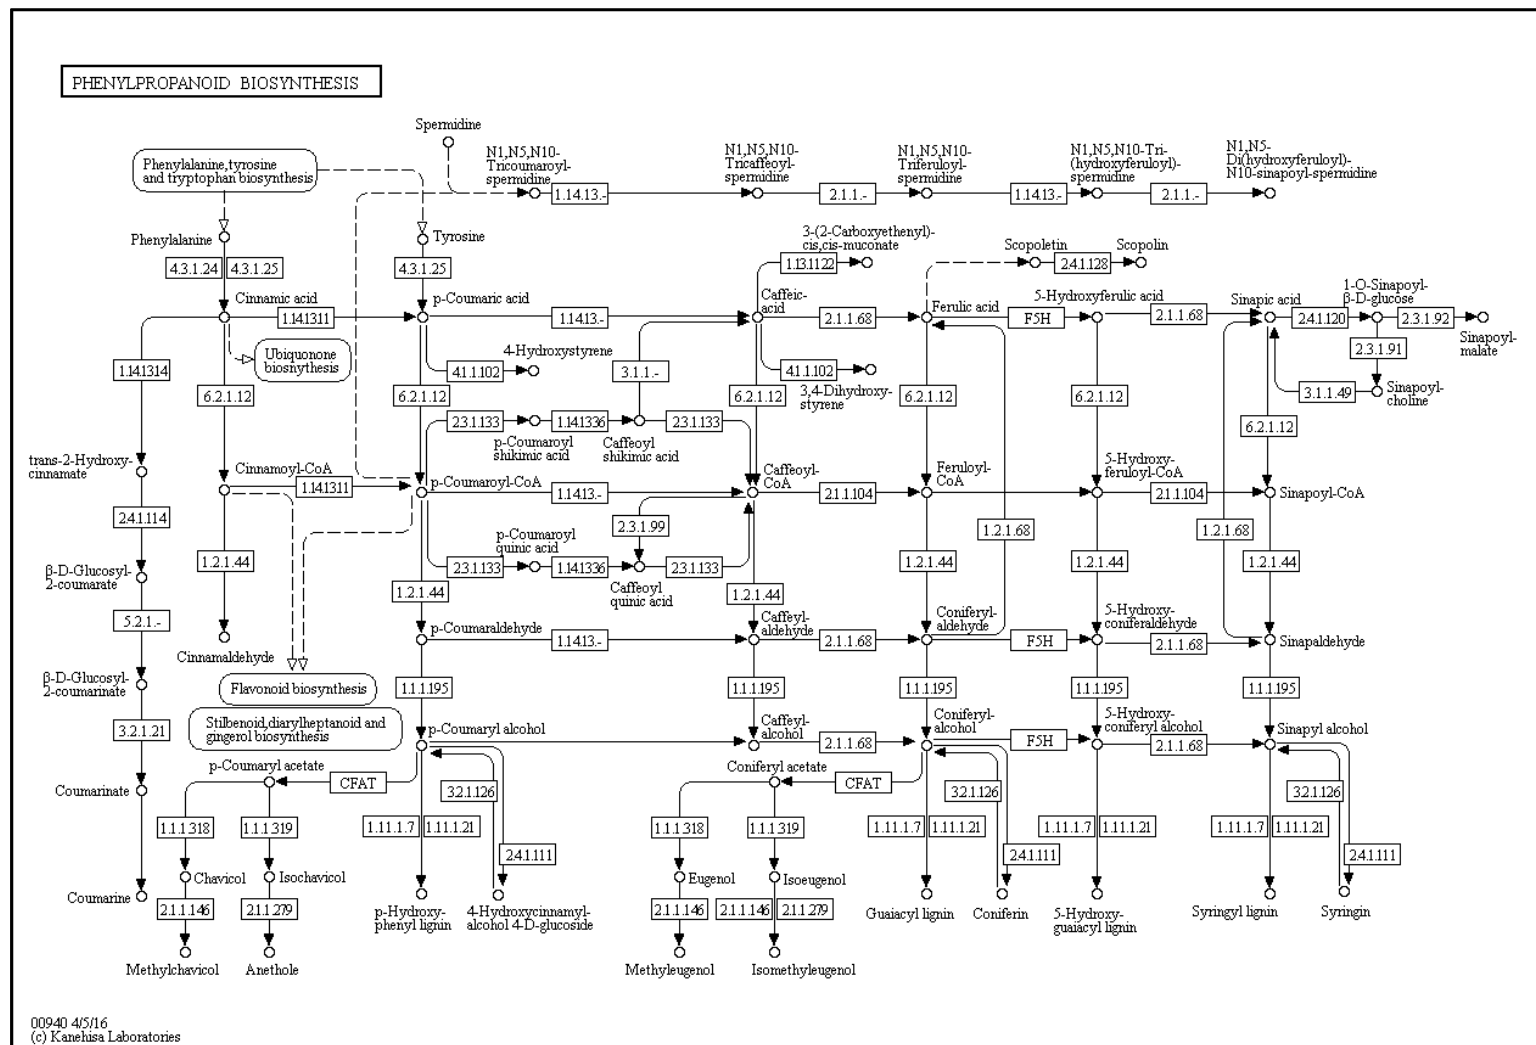 PHENYLPROPANOID BIOSYNTHESIS
Spermidine
Phenylalanine,tyrosine
and tryptophan biosynthesis
N1,N5,N10-
Tricoumaroyl-
spermidine
N1,N5,N10-
Tricaffeoyl-
spermidine
N1,N5,N10-
Triferuloyl-
spermidine
N1,N5,N10-Tri-
(hydroxyferuloyl)-
spermidine
N1,N5-
Di(hydroxyferuloyl)-
N10-sinapoyl-spermidine
1.14.13.-
2.1.1.-
1.14.13.-
2.1.1.-
Phenylalanine
Tyrosine
3-(2-Carboxyethenyl)-
cis,cis-muconate
Scopoletin
Scopolin
4.3.1.24
4.3.1.25
4.3.1.25
1.13.1122
2.4.1.128
Cinnamic acid
p-Coumaric acid
Caffeic-
acid
Ferulic acid
5-Hydroxyferulic acid
Sinapic acid
1-O-Sinapoyl-
β-D-glucose
1.14.1311
1.14.13.-
2.1.1.68
F5H
2.1.1.68
2.4.1.120
2.3.1.92
Sinapoyl-
malate
Ubiquonone
biosnythesis
4-Hydroxystyrene
2.3.1.91
1.14.1314
4.1.1.102
3.1.1.-
4.1.1.102
3,4-Dihydroxy-
styrene
3.1.1.49
Sinapoyl-
choline
6.2.1.12
6.2.1.12
6.2.1.12
6.2.1.12
6.2.1.12
6.2.1.12
2.3.1.133
1.14.1336
2.3.1.133
p-Coumaroyl
shikimic acid
Caffeoyl
shikimic acid
trans-2-Hydroxy-
cinnamate
Cinnamoyl-CoA
p-Coumaroyl-CoA
Caffeoyl-
CoA
Feruloyl-
CoA
5-Hydroxy-
feruloyl-CoA
Sinapoyl-CoA
1.14.1311
1.14.13.-
2.1.1.104
2.1.1.104
2.4.1.114
2.3.1.99
1.2.1.68
1.2.1.68
p-Coumaroyl
quinic acid
1.2.1.44
2.3.1.133
1.14.1336
2.3.1.133
1.2.1.44
1.2.1.44
1.2.1.44
Caffeoyl
quinic acid
β-D-Glucosyl-
2-coumarate
1.2.1.44
1.2.1.44
5.2.1.-
Cinnamaldehyde
p-Coumaraldehyde
Caffeyl-
aldehyde
Coniferyl-
aldehyde
5-Hydroxy-
coniferaldehyde
Sinapaldehyde
1.14.13.-
2.1.1.68
F5H
2.1.1.68
β-D-Glucosyl-
2-coumarinate
Flavonoid biosynthesis
1.1.1.195
1.1.1.195
1.1.1.195
1.1.1.195
1.1.1.195
Stilbenoid,diarylheptanoid and
gingerol biosynthesis
3.2.1.21
p-Coumaryl alcohol
Caffeyl-
alcohol
Coniferyl-
alcohol
5-Hydroxy-
coniferyl alcohol
Sinapyl alcohol
2.1.1.68
F5H
2.1.1.68
p-Coumaryl acetate
CFAT
Coniferyl acetate
CFAT
Coumarinate
3.2.1.126
3.2.1.126
3.2.1.126
1.1.1.318
1.1.1.319
1.11.1.7
1.11.1.21
1.1.1.318
1.1.1.319
1.11.1.7
1.11.1.21
1.11.1.7
1.11.1.21
1.11.1.7
1.11.1.21
2.4.1.111
2.4.1.111
2.4.1.111
Chavicol
Isochavicol
Eugenol
Isoeugenol
Coumarine
2.1.1.146
2.1.1.279
2.1.1.146
2.1.1.146
2.1.1.279
p-Hydroxy-
phenyl lignin
4-Hydroxycinnamyl-
alcohol 4-D-glucoside
Guaiacyl lignin
Coniferin
5-Hydroxy-
guaiacyl lignin
Syringyl lignin
Syringin
Methylchavicol
Anethole
Methyleugenol
Isomethyleugenol
00940 4/5/16
(c) Kanehisa Laboratories